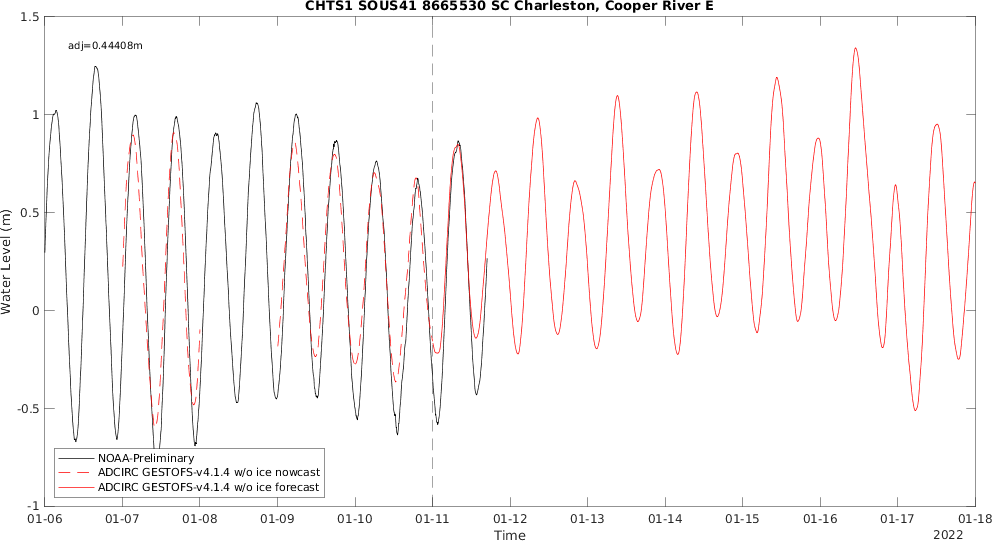 CHTS1 SOUS41 8665530 SC Charleston, Cooper River E
1.5
adj=0.44408m
1
0.5
0
-0.5
-1
Water Level (m)
NOAA-Preliminary
ADCIRC GESTOFS-v4.1.4 w/o ice nowcast
ADCIRC GESTOFS-v4.1.4 w/o ice forecast
01-06 01-07 01-08 01-09 01-10 01-11 01-12 01-13 01-14 01-15 01-16 01-17 01-18
Time
2022